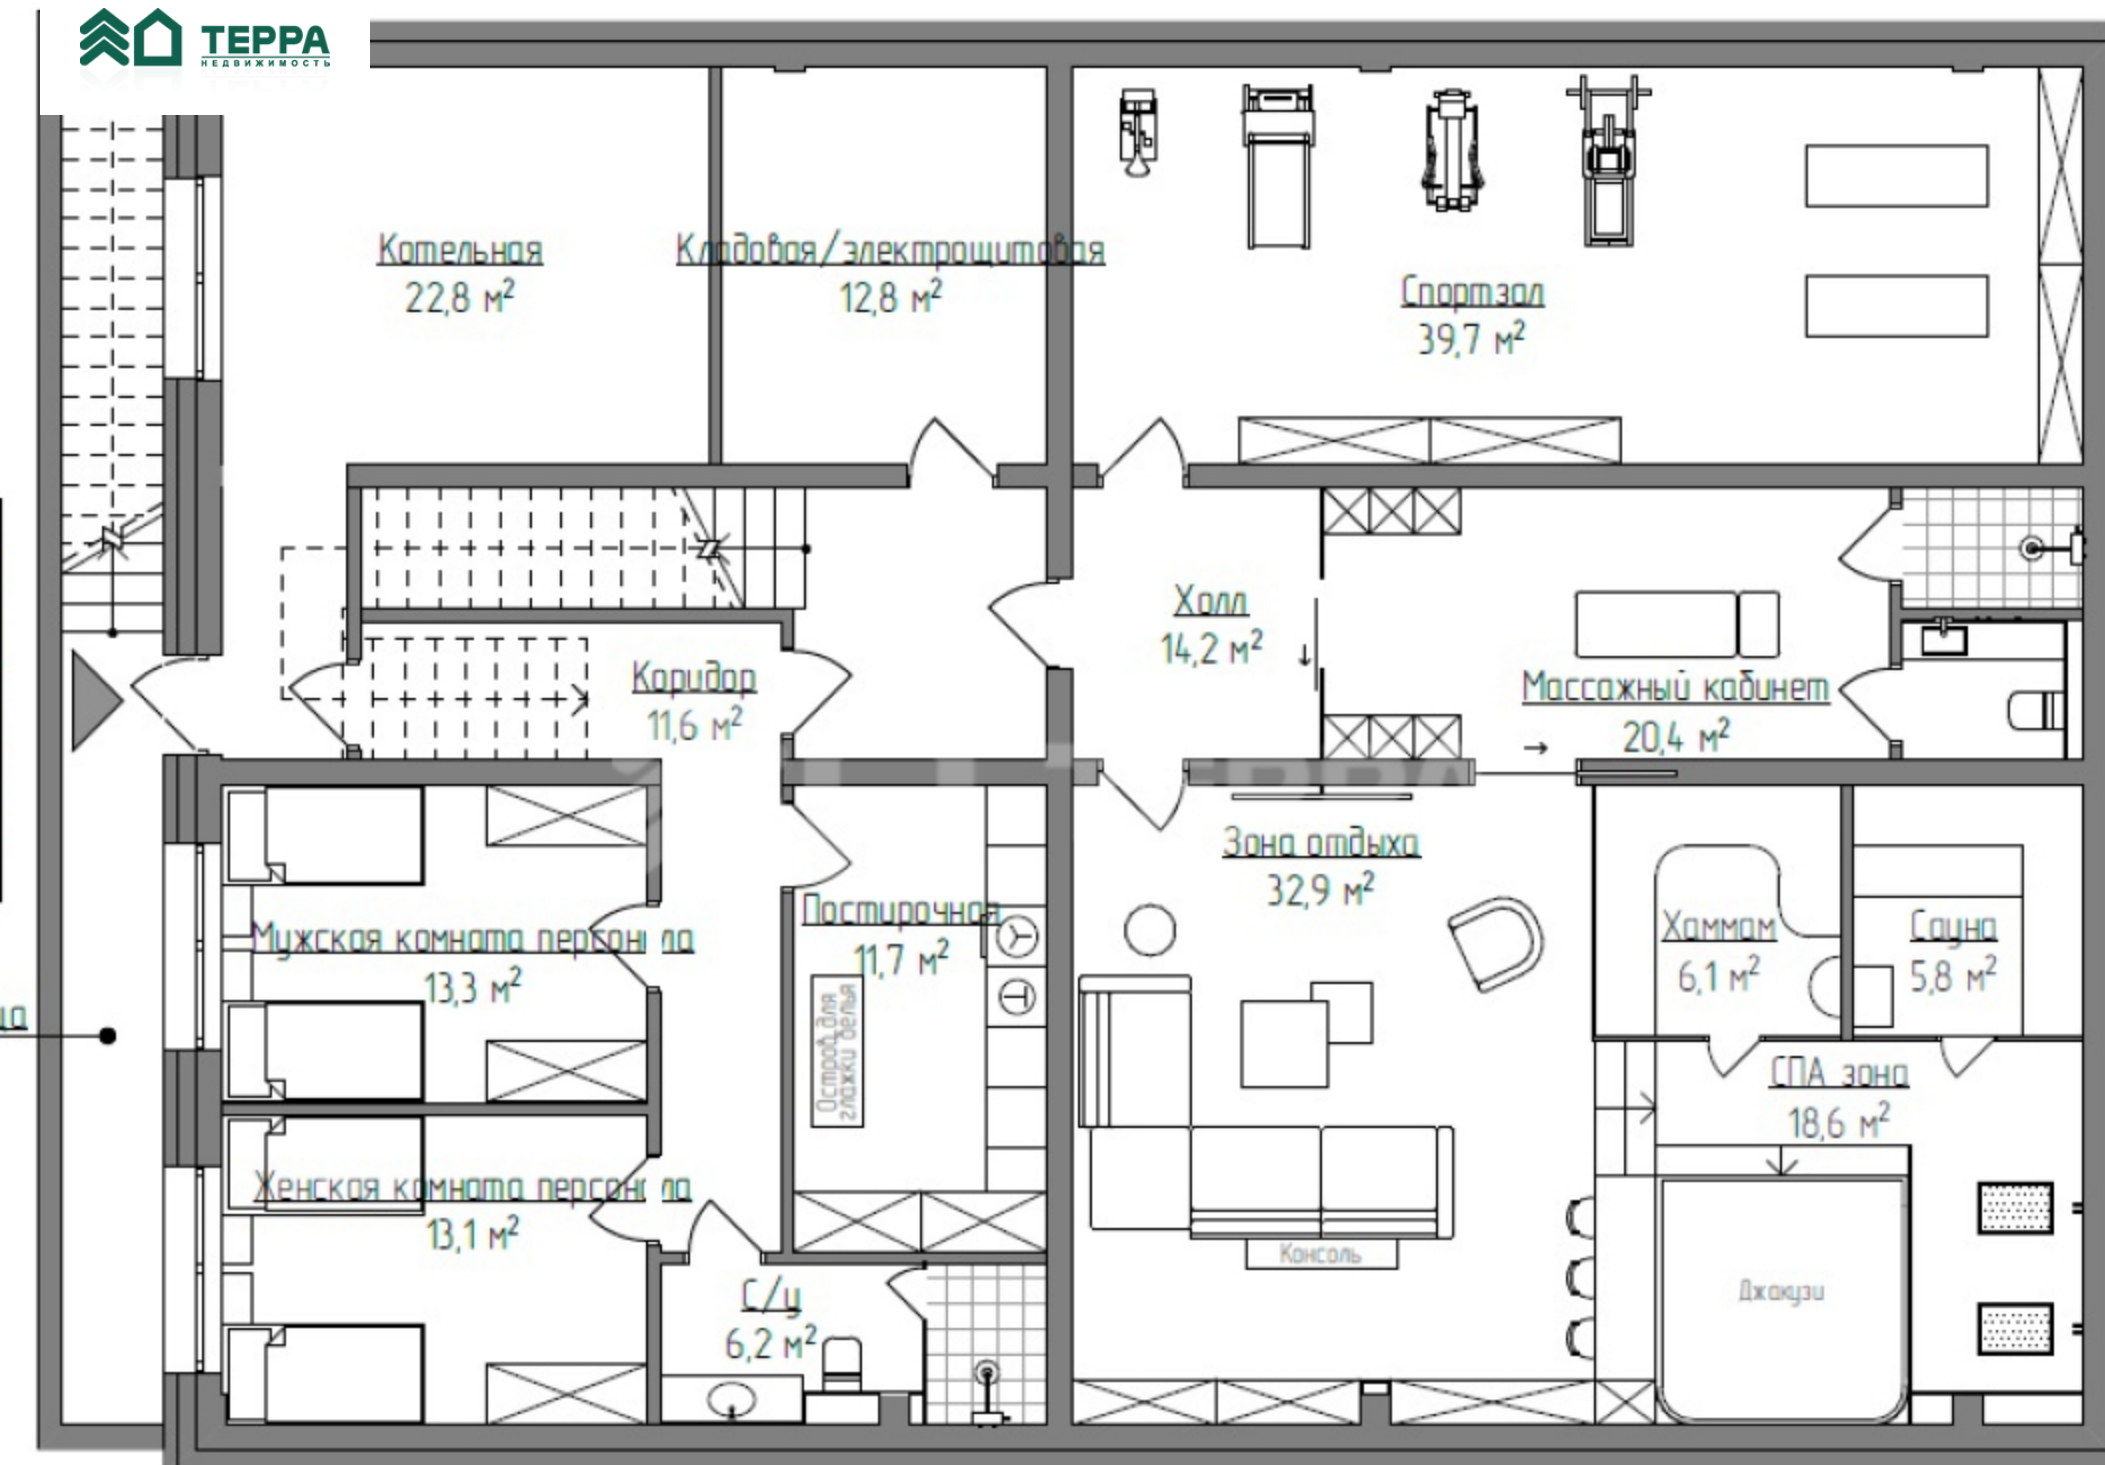 ТЕРРА
НЕДВИЖИМОСТЬ
Котельная
22,8 м²
Кладовая/электрощитовая
12,8 м²
Спортзал
39,7 м²
Коридор
11,6 м²
Холл
14,2 м²
Массажный кабинет
20,4 м²
Мужская комната персонала
13,3 м²
Постирочная
11,7 м²
Остров для
глажки белья
Зона отдыха
32,9 м²
Хаммам
6,1 м²
Сауна
5,8 м²
СПА зона
18,6 м²
Женская комната персонала
13,1 м²
С/у
6,2 м²
Консоль
Джакузи